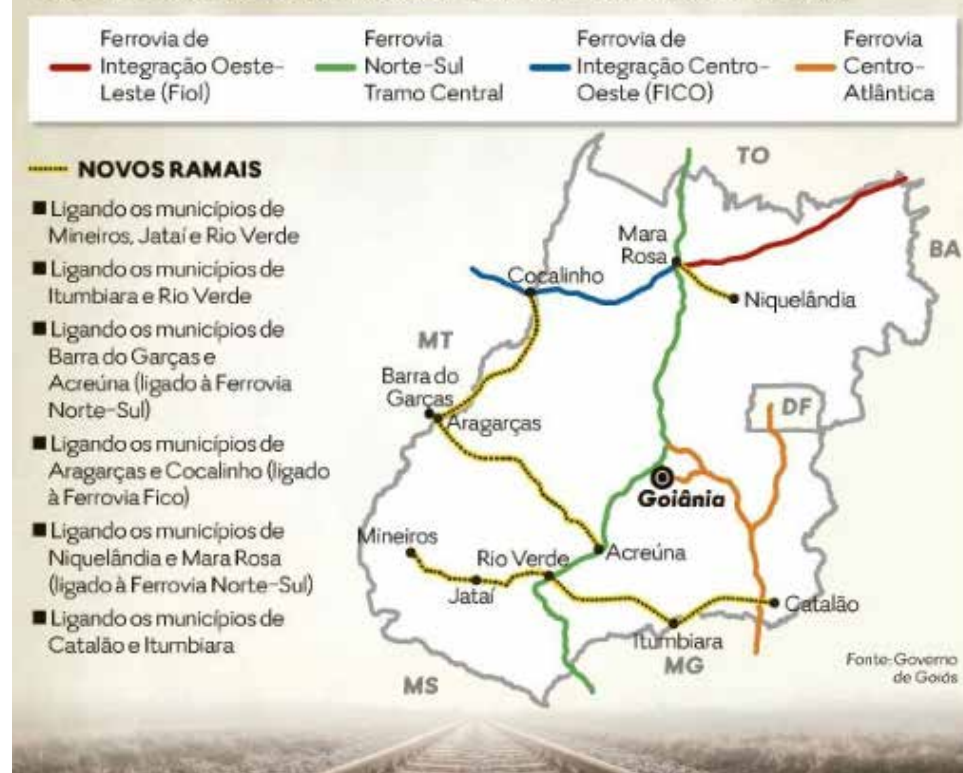 Ferrovia de
Integração Oeste-
Leste (Fiol)
Ferrovia
Norte-Sul
Tramo Central
Ferrovia de
Integração Centro-
Oeste (FICO)
Ferrovia
Centro-
Atlântica
NOVOS RAMAIS
Ligando os municípios de
Mineiros, Jataí e Rio Verde
Ligando os municípios de
Itumbiara e Rio Verde
Ligando os municípios de
Barra do Garças e
Acreúna (ligado à Ferrovia
Norte-Sul)
Ligando os municípios de
Aragarças e Cocalinho (ligado
à Ferrovia Fico)
Ligando os municípios de
Niquelândia e Mara Rosa
(ligado à Ferrovia Norte-Sul)
Ligando os municípios de
Catalão e Itumbiara
TO
BA
Mara
Rosa
Cocalinho
Niquelândia
MT
Barra do
Garças
Aragarças
DF
Goiânia
Mineiros
Rio Verde
Acreúna
Jataí
Catalão
Itumbiara
MG
MS
Fonte: Governo
de Goiás